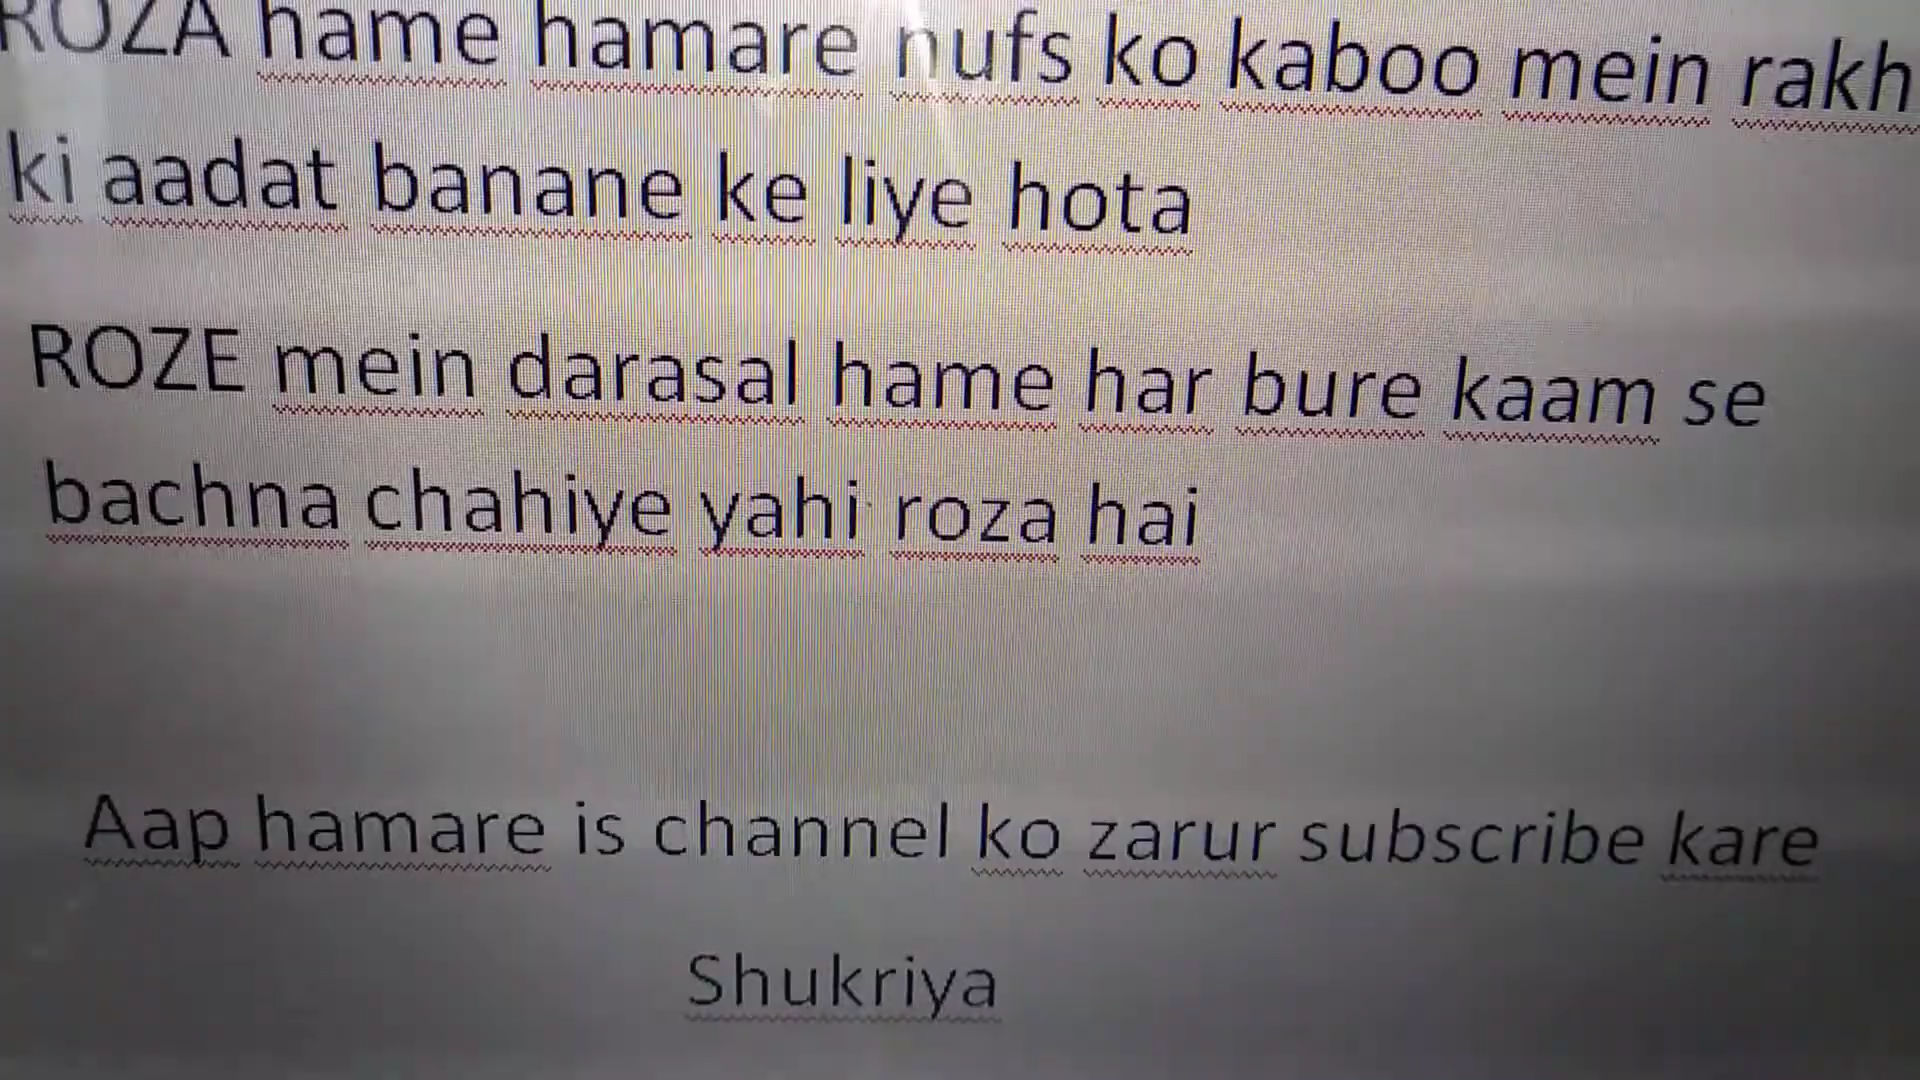 ROZA hame hamare nufs ko kaboo mein rakh
ki aadat banane ke liye hota
ROZE mein darasal hame har bure kaam se
bachna chahiye yahi roza hai
Aap hamare is channel ko zarur subscribe kare
Shukriya